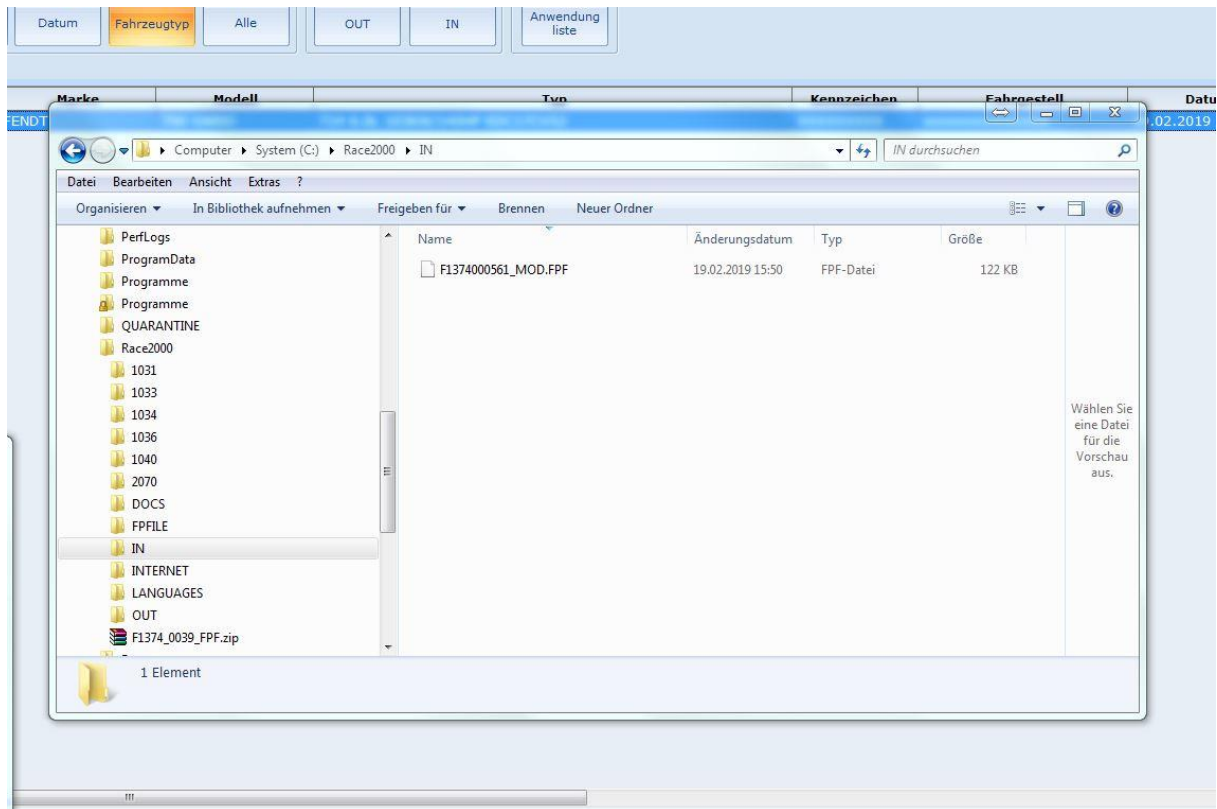 Datum Fahrzeugtyp Alle OUT IN Anwendung
liste
Marke Modell Typ Kennzeichen Fahrgestell Datu
FENDT .02.2019
Computer ▸ System (C:) ▸ Race2000 ▸ IN IN durchsuchen
Datei Bearbeiten Ansicht Extras ?
Organisieren In Bibliothek aufnehmen Freigeben für Brennen Neuer Ordner
PerfLogs
ProgramData
Programme
Programme
QUARANTINE
Race2000
1031
1033
1034
1036
1040
2070
DOCS
FPFILE
IN
INTERNET
LANGUAGES
OUT
F1374_0039_FPF.zip
Name Änderungsdatum Typ Größe
F1374000561_MOD.FPF 19.02.2019 15:50 FPF-Datei 122 KB
Wählen Sie
eine Datei
für die
Vorschau
aus.
1 Element